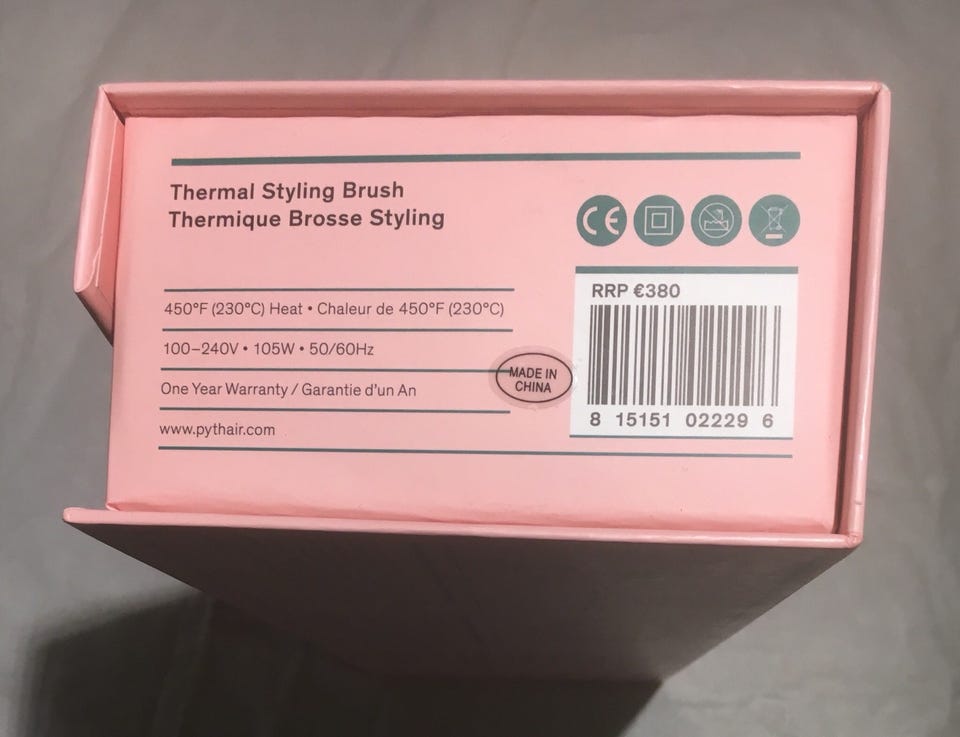 Thermal Styling Brush
Thermique Brosse Styling
CE
450°F (230°C) Heat • Chaleur de 450°F (230°C)
100–240V • 105W • 50/60Hz
One Year Warranty / Garantie d'un An
www.pythair.com
MADE IN
CHINA
RRP €380
8 15151 02229 6